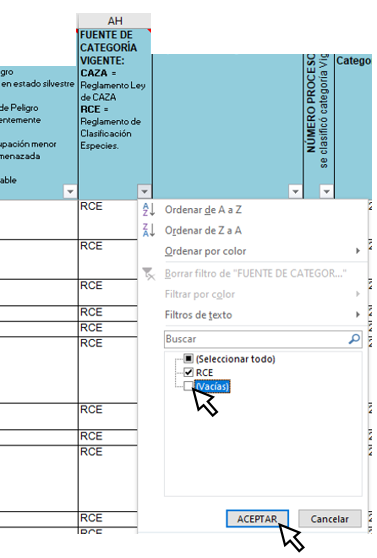 AH
FUENTE DE
CATEGORÌA
VIGENTE:
CAZA =
Reglamento Ley
de CAZA
RCE =
Reglamento de
Clasificación
Especies.
gro
en estado silvestre
de Peligro
entemente
upación menor
menazada
able
NÚMERO PROCESO
se clasificó categoría Vig
Catego
RCE
RCE
RCE
RCE
RCE
RCE
RCE
RCE
RCE
RCE
RCE
Ordenar de A a Z
Ordenar de Z a A
Ordenar por color
Borrar filtro de "FUENTE DE CATEGOR..."
Filtrar por color
Filtros de texto
Buscar
(Seleccionar todo)
RCE
(Vacías)
ACEPTAR
Cancelar